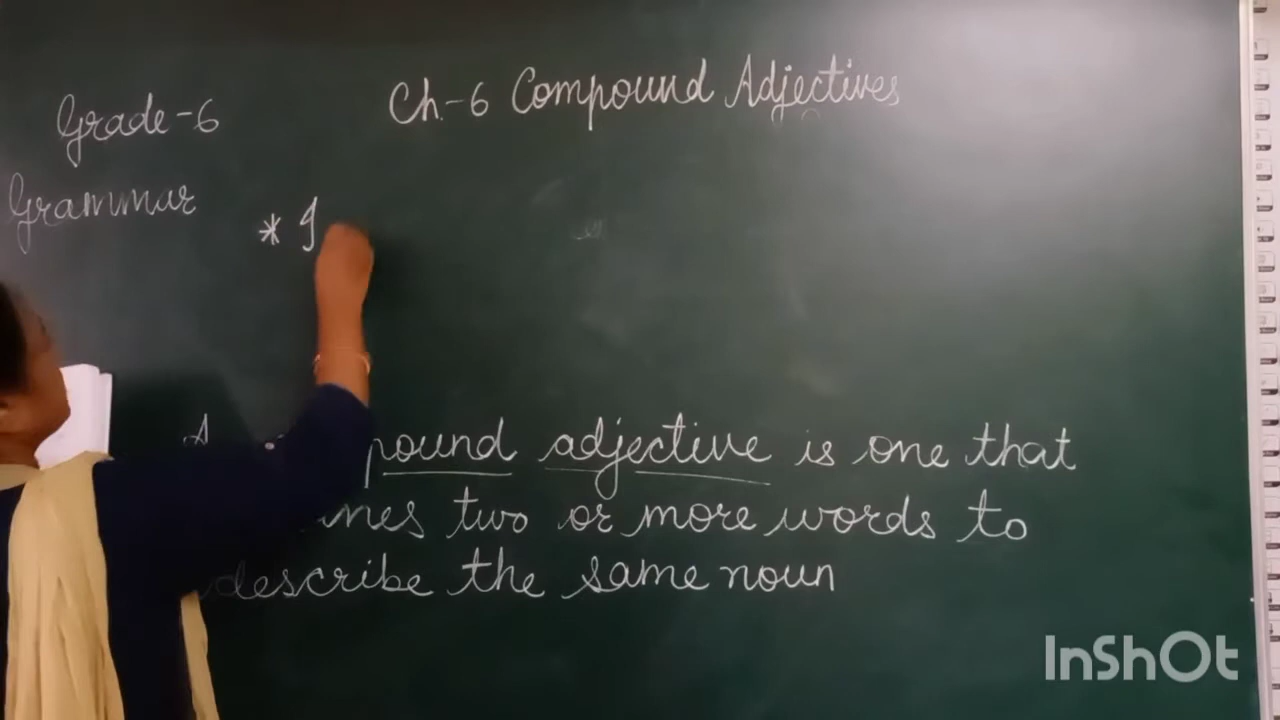 Ch-6 Compound Adjectives
Grade-6
Grammar
* I
A pound adjective is one that
ines two or more words to
describe the same noun
InShOt